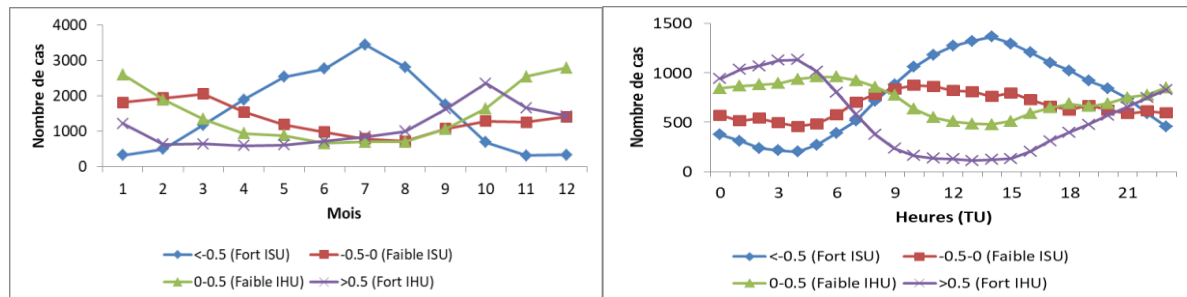 Nombre de cas
4000
3000
2000
1000
0
1 2 3 4 5 6 7 8 9 10 11 12
Mois
<-0.5 (Fort ISU) -0.5-0 (Faible ISU)
0-0.5 (Faible IHU) >0.5 (Fort IHU)
Nombre de cas
1500
1000
500
0
0 3 6 9 12 15 18 21
Heures (TU)
<-0.5 (Fort ISU) -0.5-0 (Faible ISU)
0-0.5 (Faible IHU) >0.5 (Fort IHU)